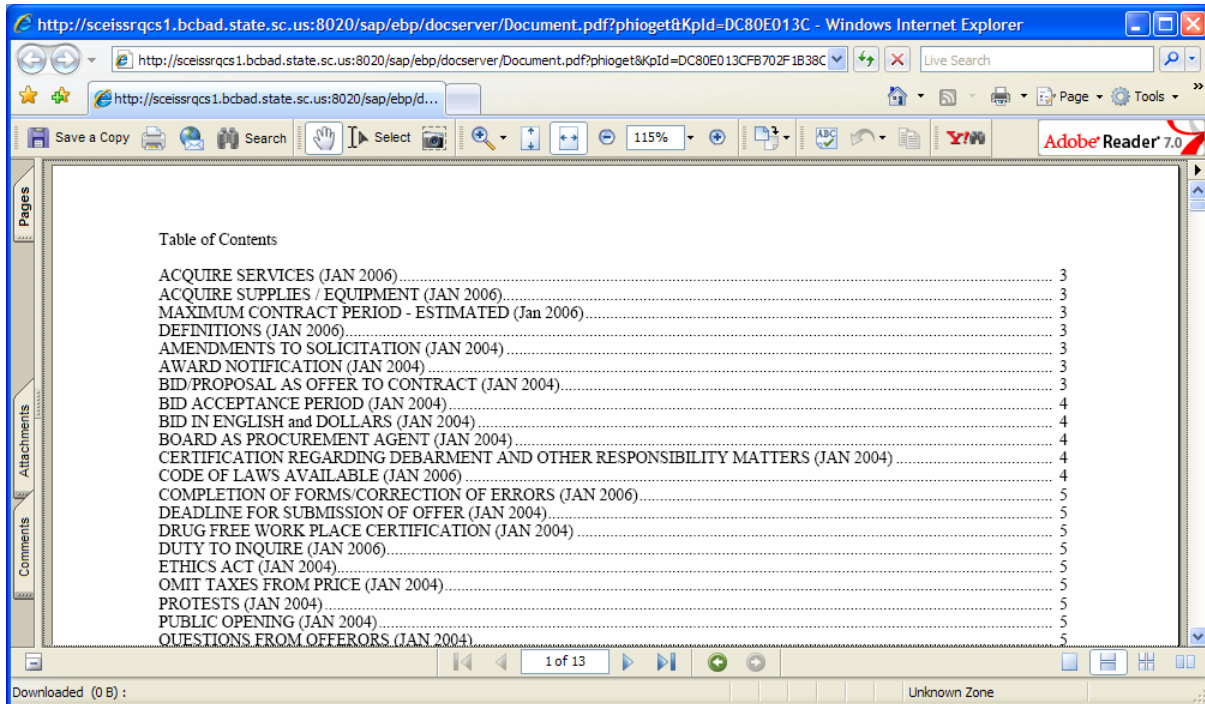 http://sceissrqcs1.bcbad.state.sc.us:8020/sap/ebp/docserver/Document.pdf?phioget&KpId=DC80E013C - Windows Internet Explorer
http://sceissrqcs1.bcbad.state.sc.us:8020/sap/ebp/docserver/Document.pdf?phioget&KpId=DC80E013CFB702F1B38C
Live Search
http://sceissrqcs1.bcbad.state.sc.us:8020/sap/ebp/d...
Page
Tools
»
Save a Copy
Search
Select
115%
ABC
Y!
Adobe Reader 7.0
Pages
Attachments
Comments
Table of Contents
ACQUIRE SERVICES (JAN 2006) 3
ACQUIRE SUPPLIES / EQUIPMENT (JAN 2006) 3
MAXIMUM CONTRACT PERIOD - ESTIMATED (Jan 2006) 3
DEFINITIONS (JAN 2006) 3
AMENDMENTS TO SOLICITATION (JAN 2004) 3
AWARD NOTIFICATION (JAN 2004) 3
BID/PROPOSAL AS OFFER TO CONTRACT (JAN 2004) 3
BID ACCEPTANCE PERIOD (JAN 2004) 4
BID IN ENGLISH and DOLLARS (JAN 2004) 4
BOARD AS PROCUREMENT AGENT (JAN 2004) 4
CERTIFICATION REGARDING DEBARMENT AND OTHER RESPONSIBILITY MATTERS (JAN 2004) 4
CODE OF LAWS AVAILABLE (JAN 2006) 4
COMPLETION OF FORMS/CORRECTION OF ERRORS (JAN 2006) 5
DEADLINE FOR SUBMISSION OF OFFER (JAN 2004) 5
DRUG FREE WORK PLACE CERTIFICATION (JAN 2004) 5
DUTY TO INQUIRE (JAN 2006) 5
ETHICS ACT (JAN 2004) 5
OMIT TAXES FROM PRICE (JAN 2004) 5
PROTESTS (JAN 2004) 5
PUBLIC OPENING (JAN 2004) 5
QUESTIONS FROM OFFERORS (JAN 2004) 5
1 of 13
Downloaded (0 B) :
Unknown Zone